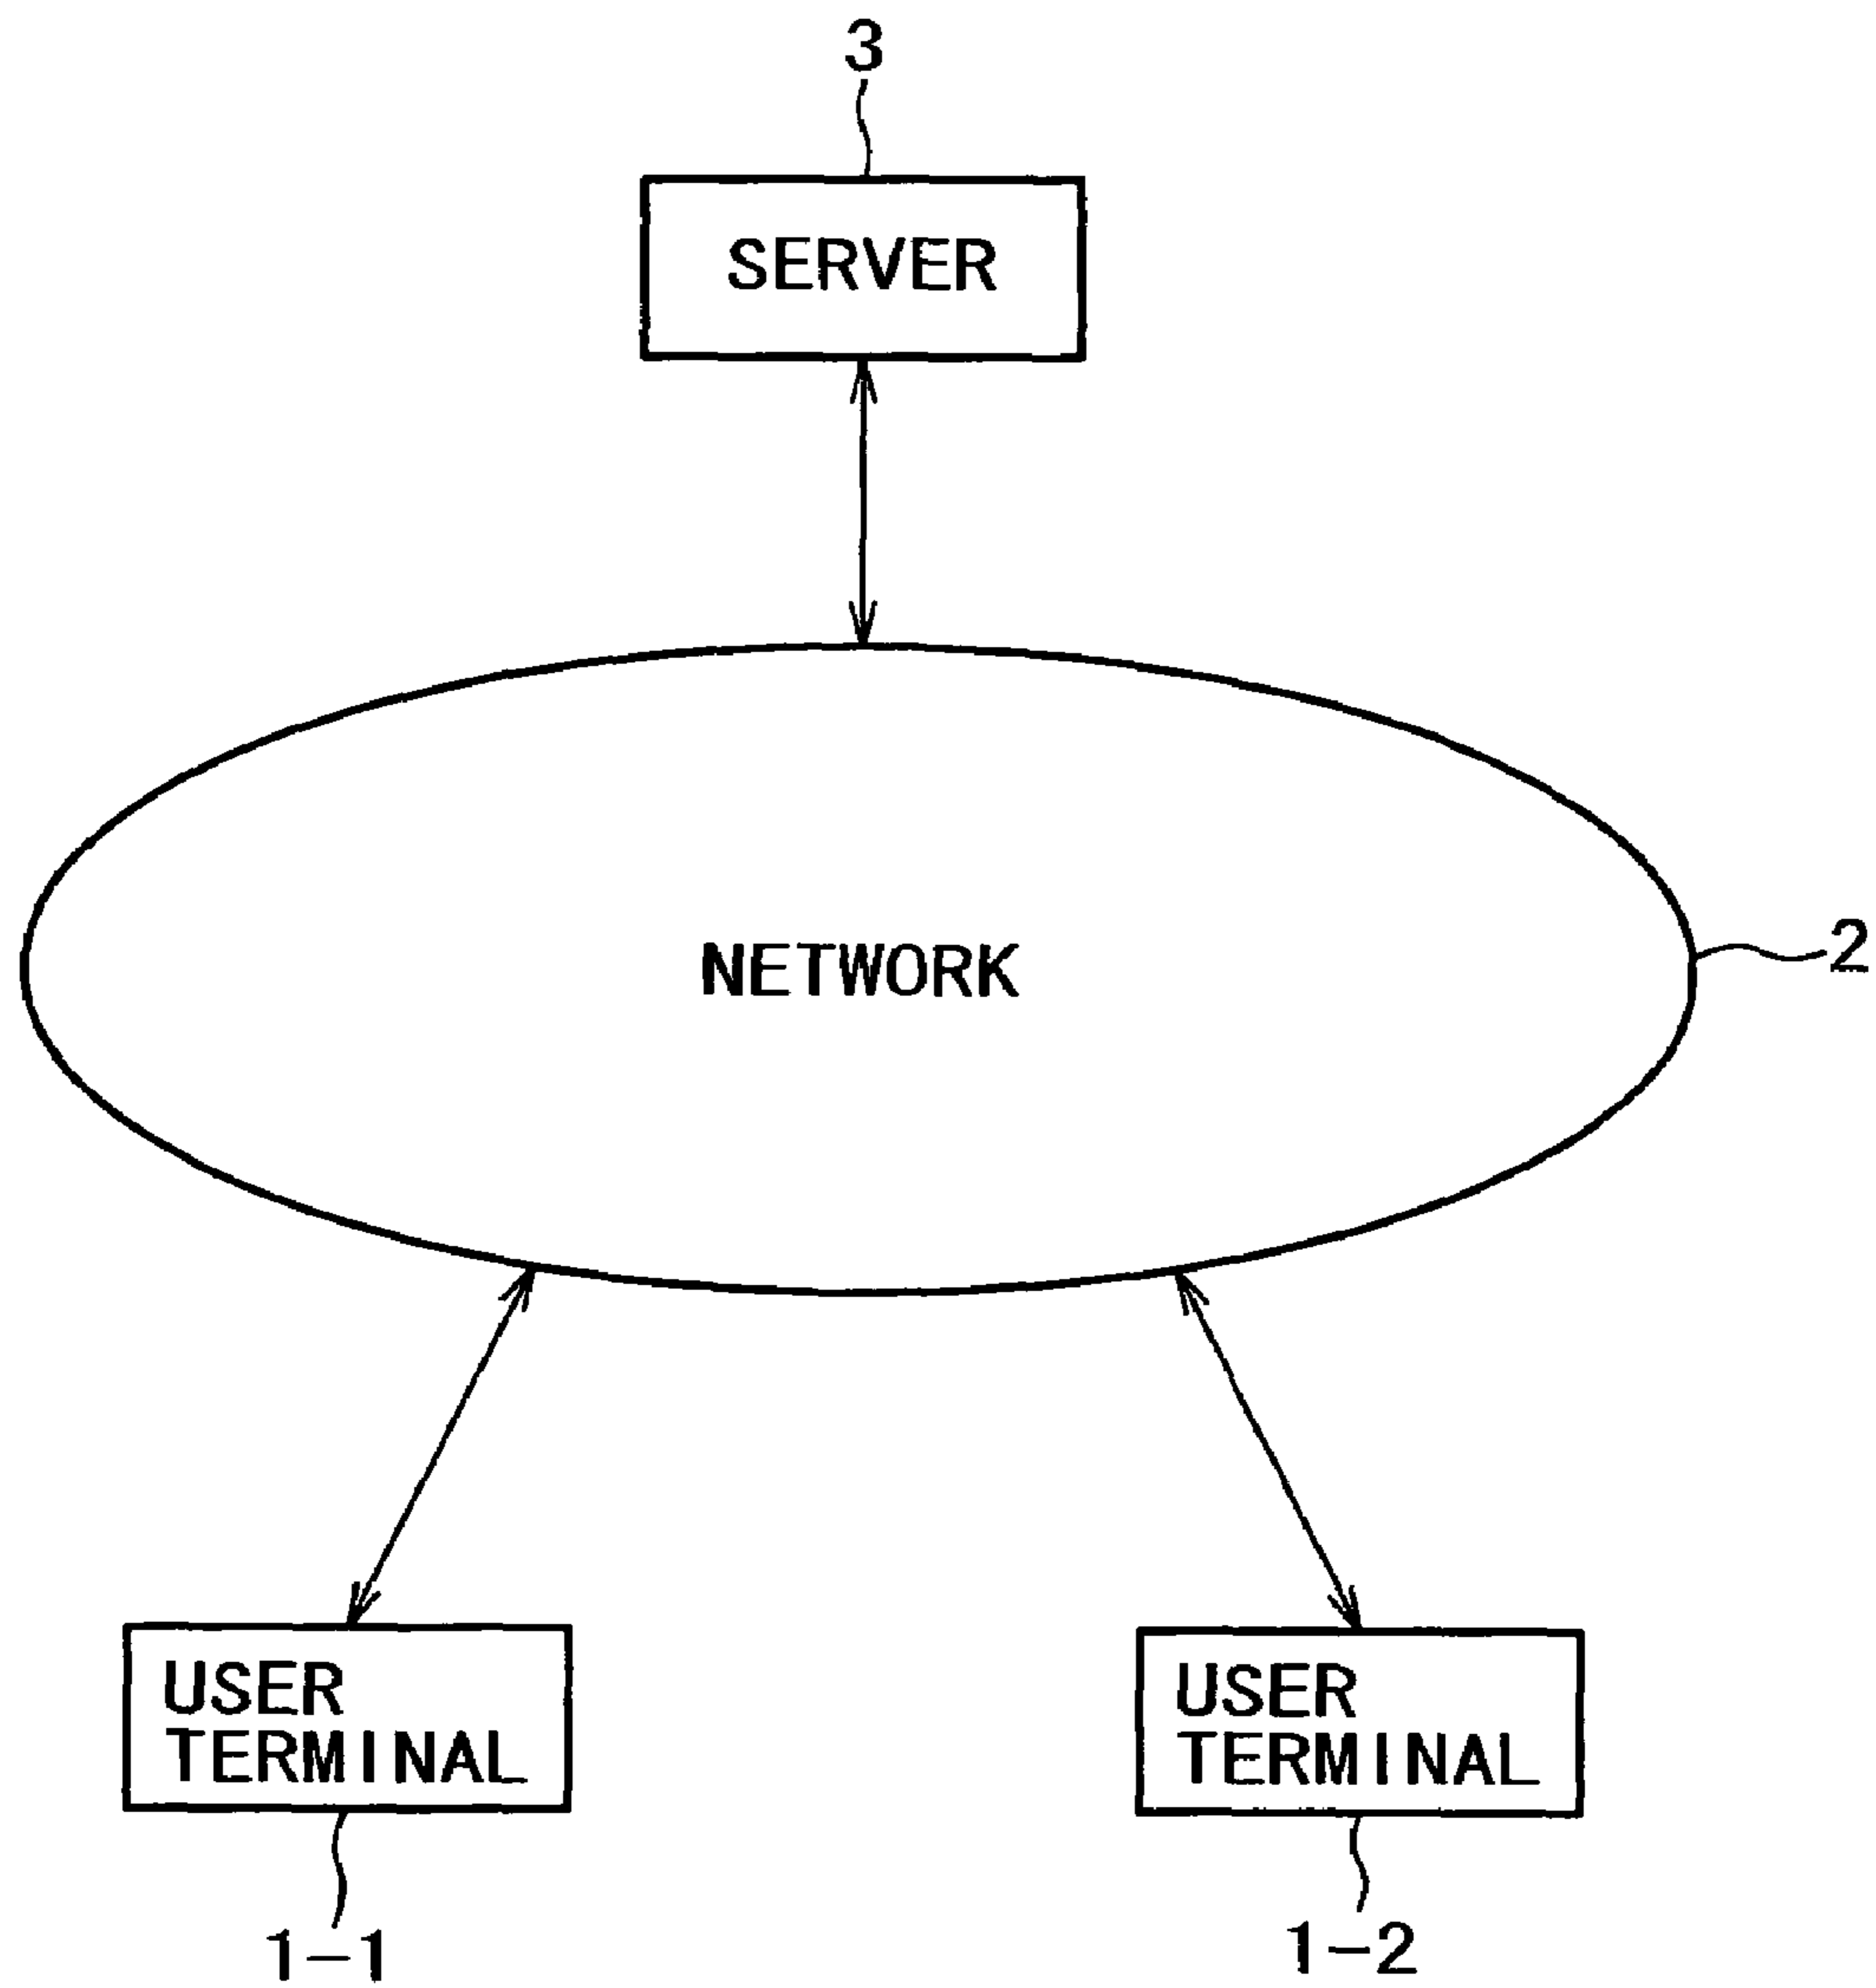 3
SERVER
NETWORK
2
USER
TERMINAL
USER
TERMINAL
1-1
1-2